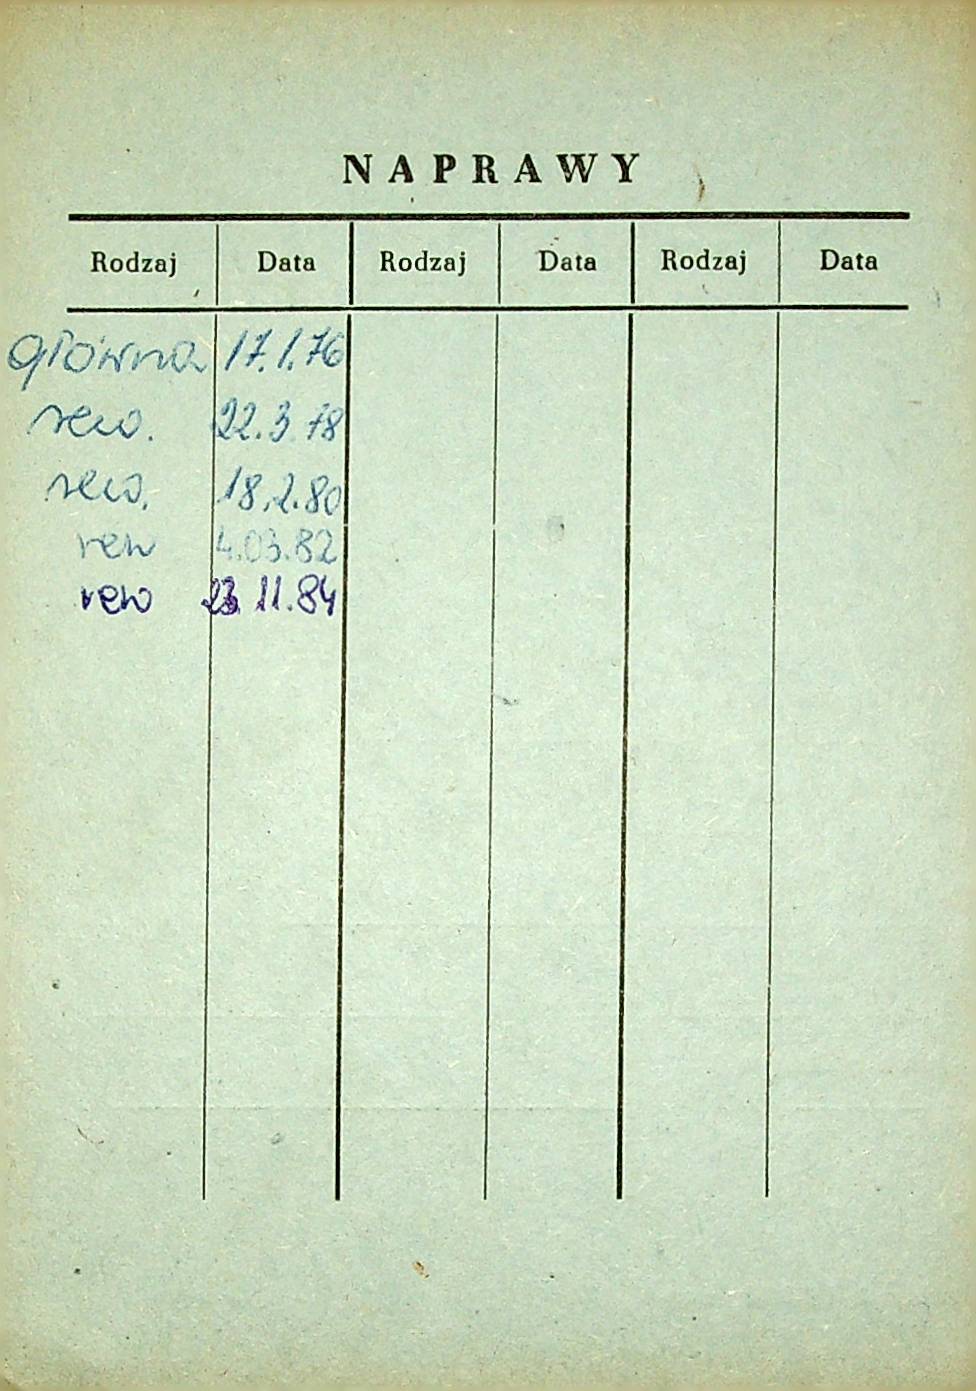 NAPRAWY
Rodzaj Data Rodzaj Data Rodzaj Data
główna 17.1.76
rew. 22.3.78
rew. 18.2.80
rew 4.03.82
rew 23.11.84